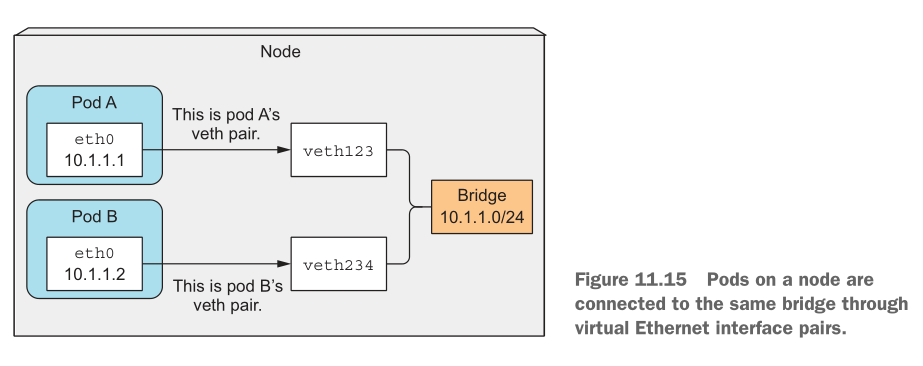 Node
Pod A
eth0
10.1.1.1
This is pod A's
veth pair.
veth123
Bridge
10.1.1.0/24
Pod B
eth0
10.1.1.2
This is pod B's
veth pair.
veth234
Figure 11.15 Pods on a node are
connected to the same bridge through
virtual Ethernet interface pairs.